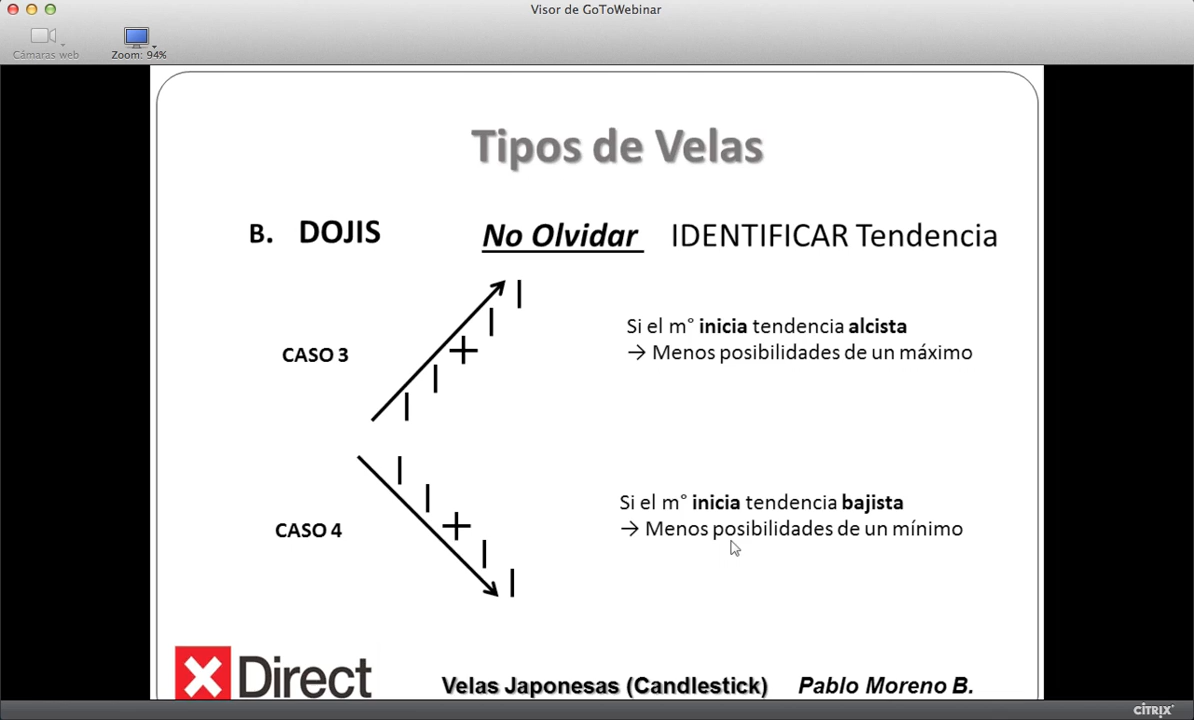 Visor de GoToWebinar
Cámaras web
Zoom: 94%
Tipos de Velas
B. DOJIS No Olvidar IDENTIFICAR Tendencia
CASO 3
Si el m° inicia tendencia alcista
→ Menos posibilidades de un máximo
CASO 4
Si el m° inicia tendencia bajista
→ Menos posibilidades de un mínimo
X Direct
Velas Japonesas (Candlestick) Pablo Moreno B.
CITRIX